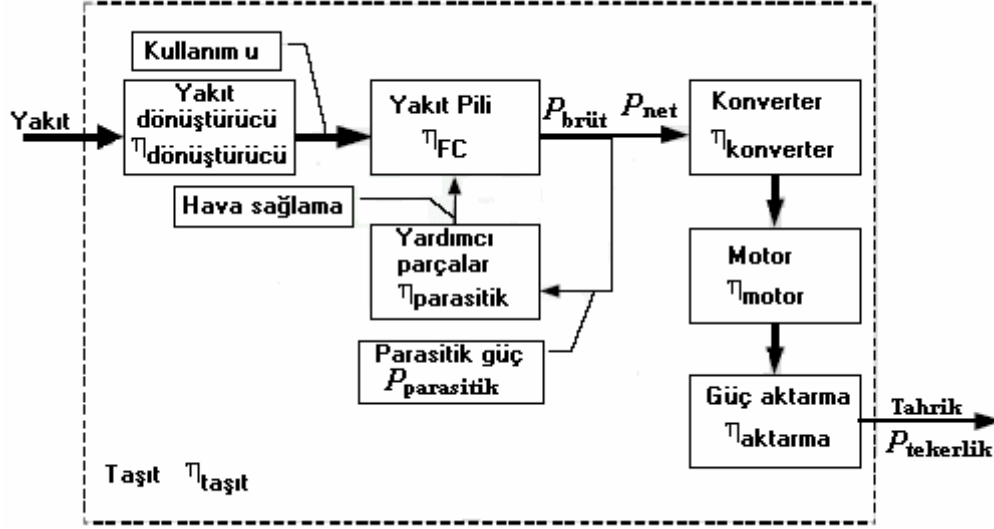 Kullanım u
Yakıt
Yakıt
dönüştürücü
ηdönüştürücü
Yakıt Pili
ηFC
Pbrüt
Pnet
Konverter
ηkonverter
Hava sağlama
Yardımcı
parçalar
ηparasitik
Motor
ηmotor
Parasitik güç
Pparasitik
Güç aktarma
ηaktarma
Tahrik
Ptekerlik
Taşıt ηtaşıt